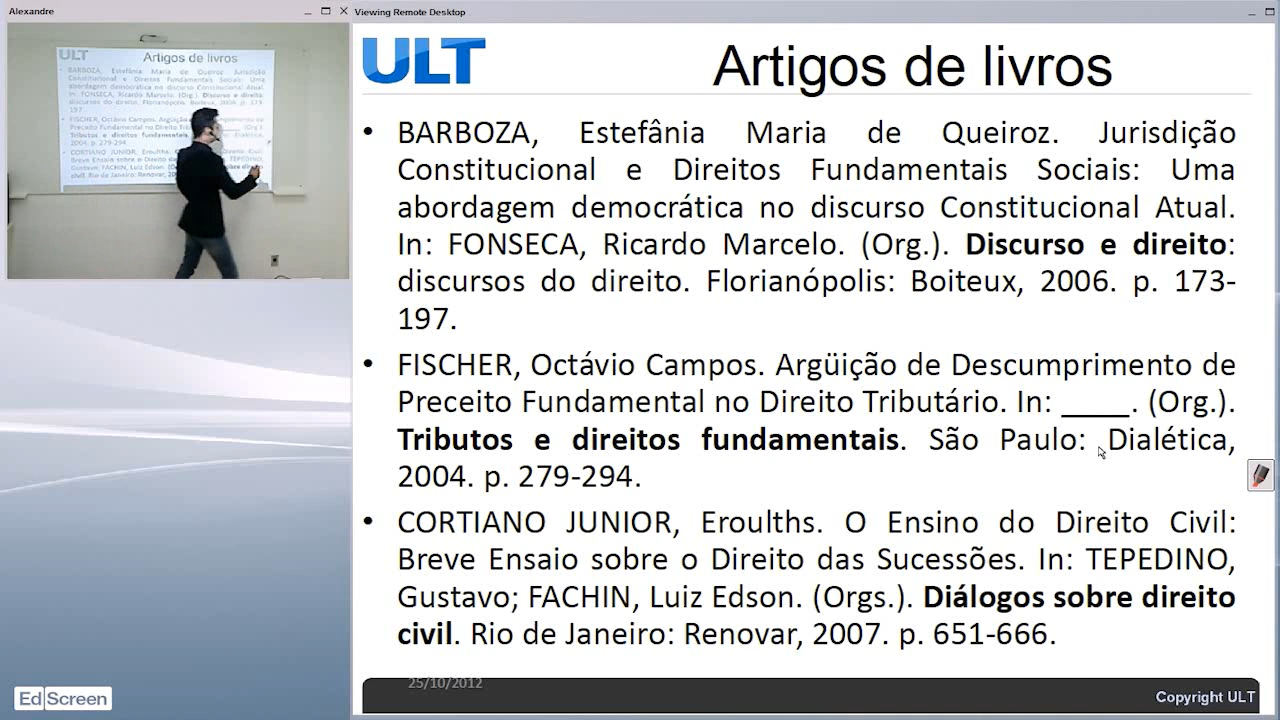 Alexandre
Viewing Remote Desktop
ULT
Artigos de livros
• BARBOZA, Estefânia Maria de Queiroz. Jurisdição
Constitucional e Direitos Fundamentais Sociais: Uma
abordagem democrática no discurso Constitucional Atual.
In: FONSECA, Ricardo Marcelo. (Org.). Discurso e direito:
discursos do direito. Florianópolis: Boiteux, 2006. p. 173-
197.
• FISCHER, Octávio Campos. Argüição de Descumprimento de
Preceito Fundamental no Direito Tributário. In: ____. (Org.).
Tributos e direitos fundamentais. São Paulo: Dialética,
2004. p. 279-294.
• CORTIANO JUNIOR, Eroulths. O Ensino do Direito Civil:
Breve Ensaio sobre o Direito das Sucessões. In: TEPEDINO,
Gustavo; FACHIN, Luiz Edson. (Orgs.). Diálogos sobre direito
civil. Rio de Janeiro: Renovar, 2007. p. 651-666.
25/10/2012
Copyright ULT
EdScreen
ULT
Artigos de livros